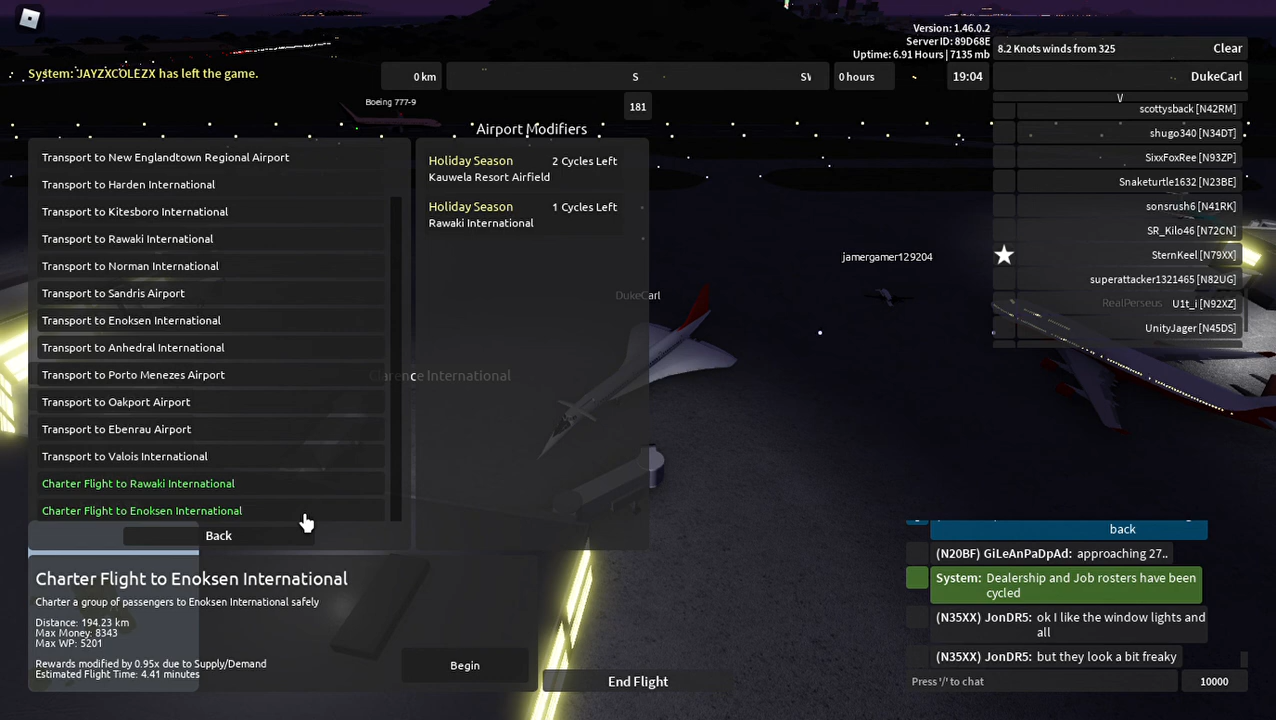 Version: 1.46.0.2
Server ID: 89D68E
Uptime: 6.91 Hours | 7135 mb
8.2 Knots winds from 325
Clear
System: JAYZXCOLEZX has left the game.
0 km
S
0 hours
19:04
DukeCarl
181
Boeing 777-9
Airport Modifiers
Holiday Season
2 Cycles Left
Kauwela Resort Airfield
Holiday Season
1 Cycles Left
Rawaki International
Transport to New Englandtown Regional Airport
Transport to Harden International
Transport to Kitesboro International
Transport to Rawaki International
Transport to Norman International
Transport to Sandris Airport
Transport to Enoksen International
Transport to Anhedral International
Transport to Porto Menezes Airport
Transport to Oakport Airport
Transport to Ebenrau Airport
Transport to Valois International
Charter Flight to Rawaki International
Charter Flight to Enoksen International
Back
Charter Flight to Enoksen International
Charter a group of passengers to Enoksen International safely
Distance: 194.23 km
Max Money: 8343
Max WP: 5201
Rewards modified by 0.95x due to Supply/Demand
Estimated Flight Time: 4.41 minutes
Begin
End Flight
DukeCarl
Clarence International
jamergamer129204
RealPerseus
scottysback [N42RM]
shugo340 [N34DT]
SixxFoxRee [N93ZP]
Snaketurtle1632 [N23BE]
sonsrush6 [N41RK]
SR_Kilo46 [N72CN]
SternKeel [N79XX]
superattacker1321465 [N82UG]
U1t_i [N92XZ]
UnityJager [N45DS]
back
(N20BF) GiLeAnPaDpAd: approaching 27..
System: Dealership and Job rosters have been
cycled
(N35XX) JonDR5: ok I like the window lights and
all
(N35XX) JonDR5: but they look a bit freaky
Press '/' to chat
10000